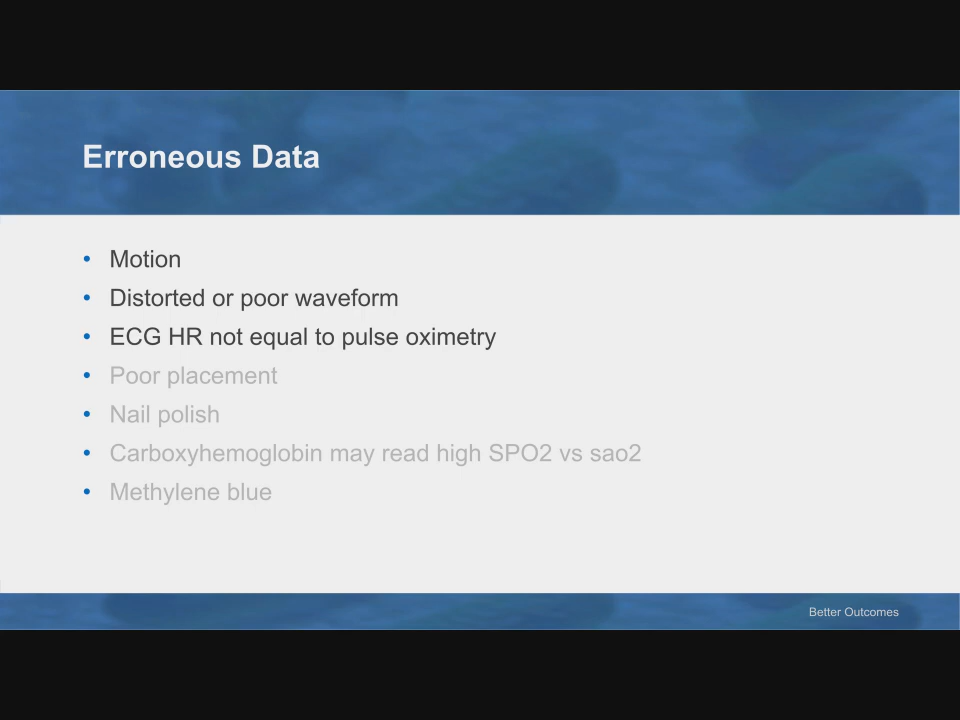 Erroneous Data
• Motion
• Distorted or poor waveform
• ECG HR not equal to pulse oximetry
• Poor placement
• Nail polish
• Carboxyhemoglobin may read high SPO2 vs sao2
• Methylene blue
Better Outcomes